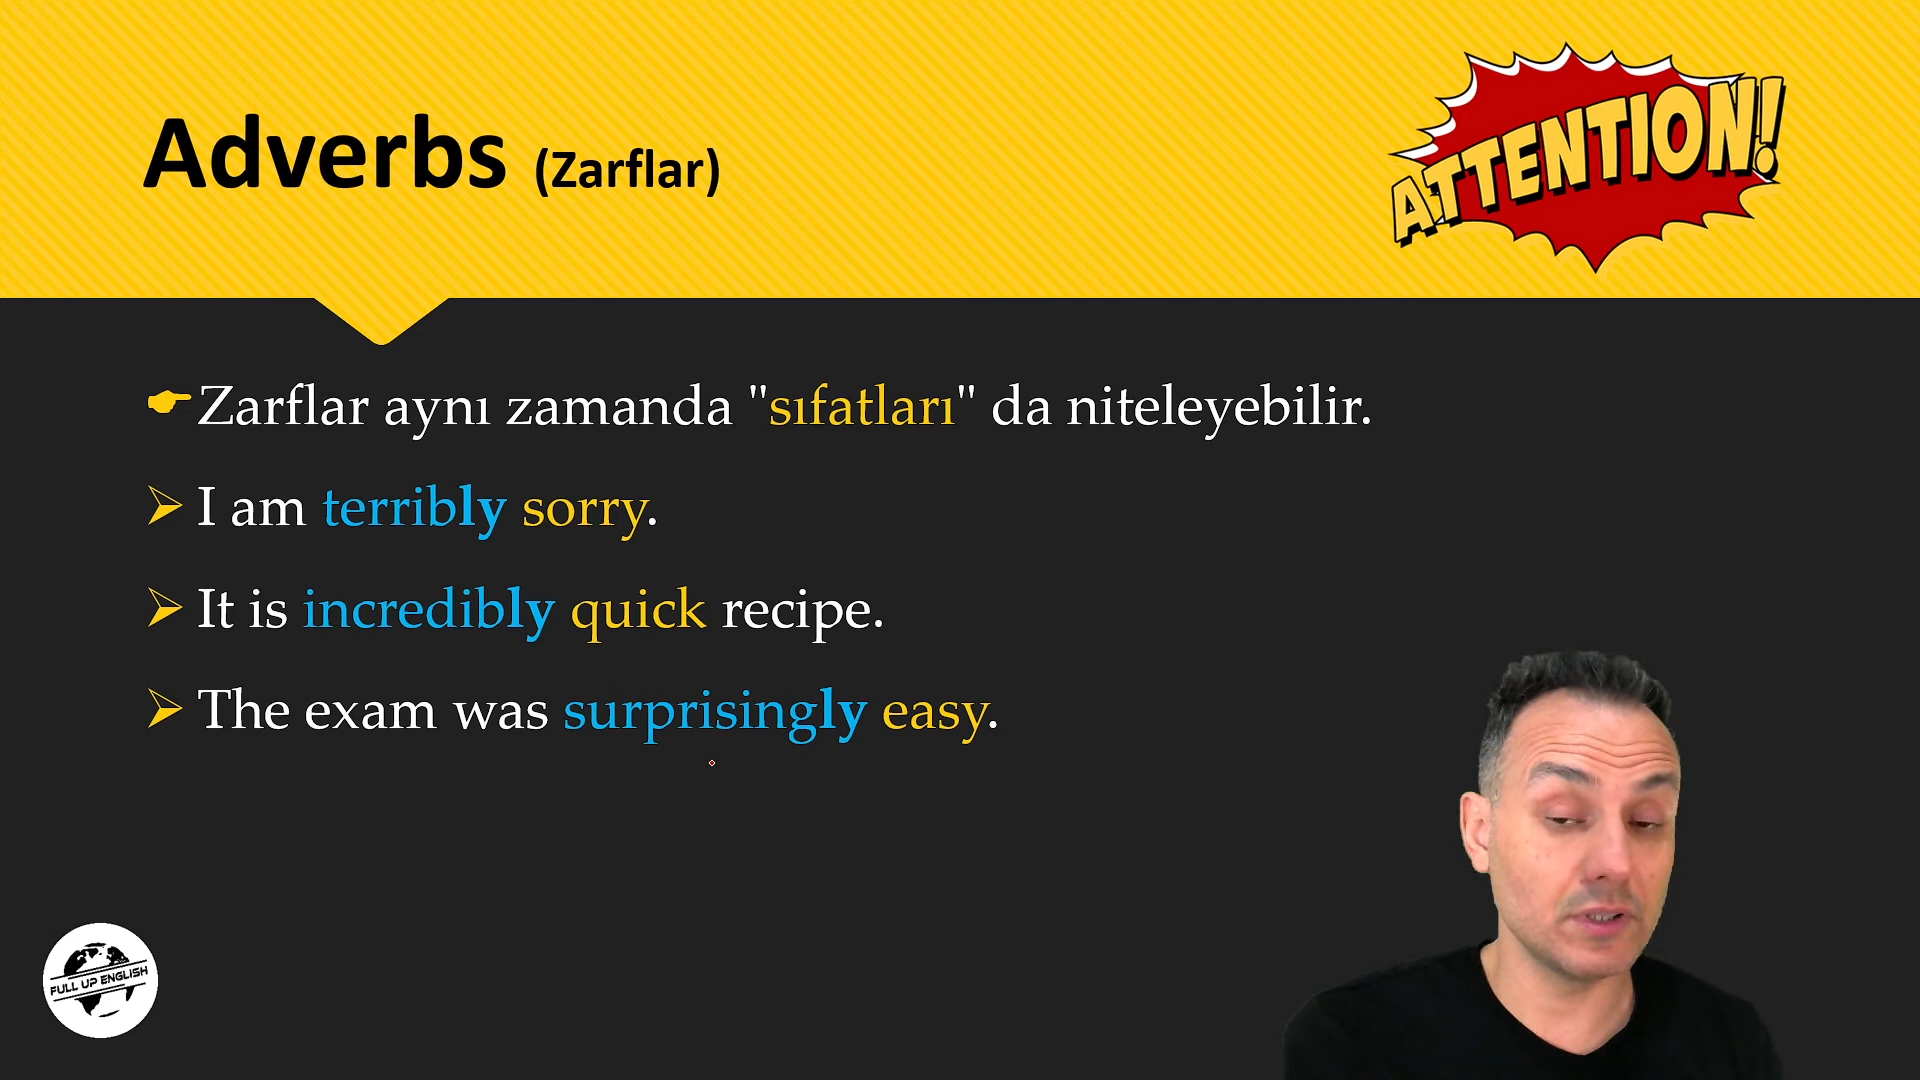 Adverbs (Zarflar)
ATTENTION!
Zarflar aynı zamanda "sıfatları" da niteleyebilir.
I am terribly sorry.
It is incredibly quick recipe.
The exam was surprisingly easy.
FULL UP ENGLISH